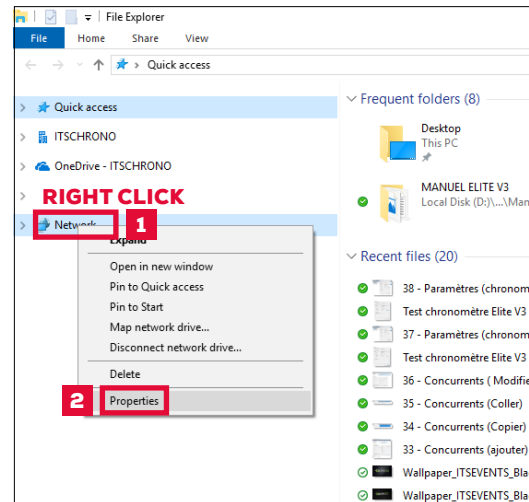 File Explorer
File Home Share View
Quick access
Quick access
ITSCHRONO
OneDrive - ITSCHRONO
RIGHT CLICK
1
Network
Expand
Open in new window
Pin to Quick access
Pin to Start
Map network drive...
Disconnect network drive...
Delete
2
Properties
Frequent folders (8)
Desktop
This PC
MANUEL ELITE V3
Local Disk (D:)\...\Man
Recent files (20)
38 - Paramètres (chronom
Test chronomètre Elite V3
37 - Paramètres (chronom
Test chronomètre Elite V3
36 - Concurrents ( Modifie
35 - Concurrents (Coller)
34 - Concurrents (Copier)
33 - Concurrents (ajouter)
Wallpaper_ITSEVENTS_Bla
Wallpaper_ITSEVENTS_Bla